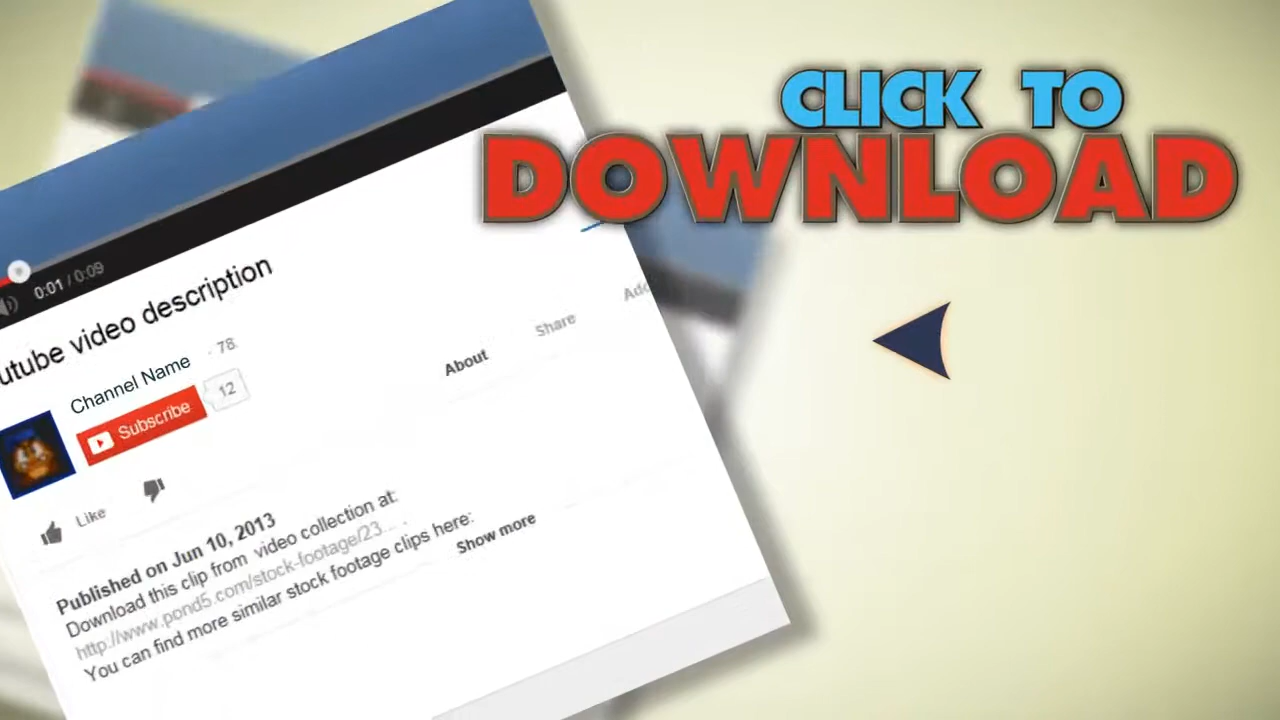 CLICK TO
DOWNLOAD
0:01 / 0:09
utube video description
Channel Name
78
Subscribe
12
About
Share
Like
Published on Jun 10, 2013
Download this clip from video collection at:
http://www.pond5.com/stock-footage/23...
You can find more similar stock footage clips here:
Show more